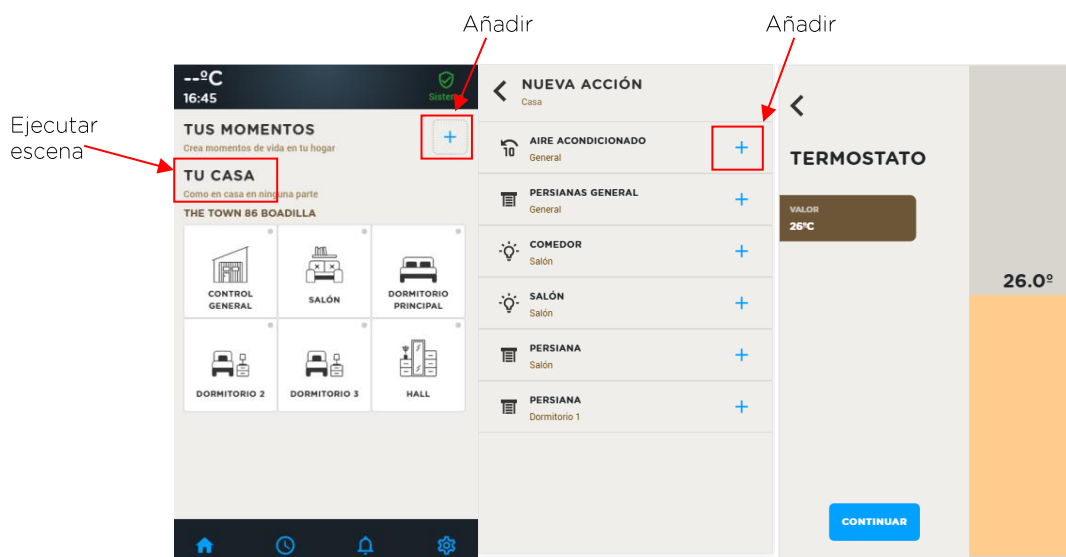 Añadir
Añadir
Ejecutar
escena
--ºC
16:45
Sistem
TUS MOMENTOS
Crea momentos de vida en tu hogar
+
TU CASA
Como en casa en ninguna parte
THE TOWN 86 BOADILLA
CONTROL
GENERAL
SALÓN
DORMITORIO
PRINCIPAL
DORMITORIO 2
DORMITORIO 3
HALL
NUEVA ACCIÓN
Casa
10
AIRE ACONDICIONADO
General
+
PERSIANAS GENERAL
General
+
COMEDOR
Salón
+
SALÓN
Salón
+
PERSIANA
Salón
+
PERSIANA
Dormitorio 1
+
TERMOSTATO
VALOR
26ºC
26.0º
CONTINUAR